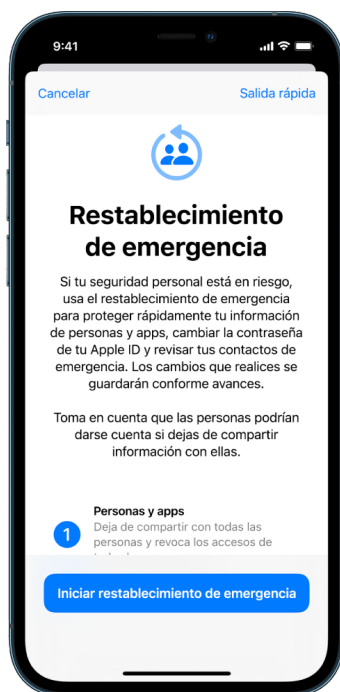 9:41
Cancelar
Salida rápida
Restablecimiento
de emergencia
Si tu seguridad personal está en riesgo,
usa el restablecimiento de emergencia
para proteger rápidamente tu información
de personas y apps, cambiar la contraseña
de tu Apple ID y revisar tus contactos de
emergencia. Los cambios que realices se
guardarán conforme avances.
Toma en cuenta que las personas podrían
darse cuenta si dejas de compartir
información con ellas.
1
Personas y apps
Deja de compartir con todas las
personas y revoca los accesos de
Iniciar restablecimiento de emergencia